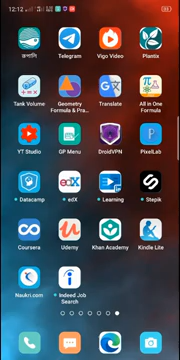 12:12
রূপালি Telegram Vigo Video Plantix
Tank Volume Geometry Translate All in One
Formula & Pra... Formula
YT Studio GP Menu DroidVPN PixelLab
Datacamp edX Learning Stepik
Coursera Udemy Khan Academy Kindle Lite
Naukri.com Indeed Job
Search